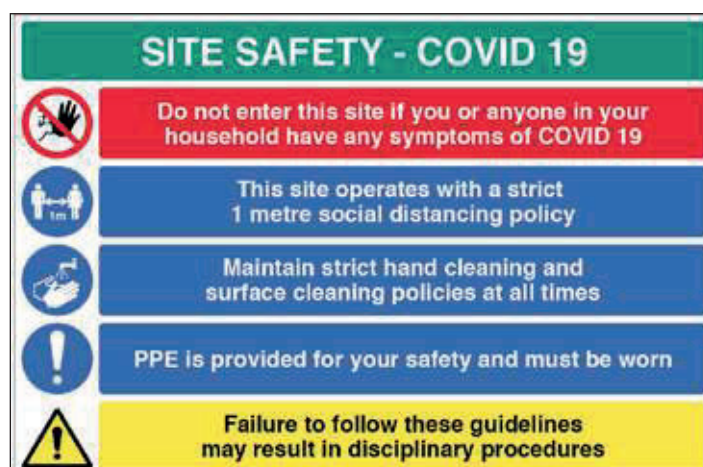 SITE SAFETY - COVID 19
Do not enter this site if you or anyone in your
household have any symptoms of COVID 19
This site operates with a strict
1 metre social distancing policy
1m
Maintain strict hand cleaning and
surface cleaning policies at all times
PPE is provided for your safety and must be worn
Failure to follow these guidelines
may result in disciplinary procedures